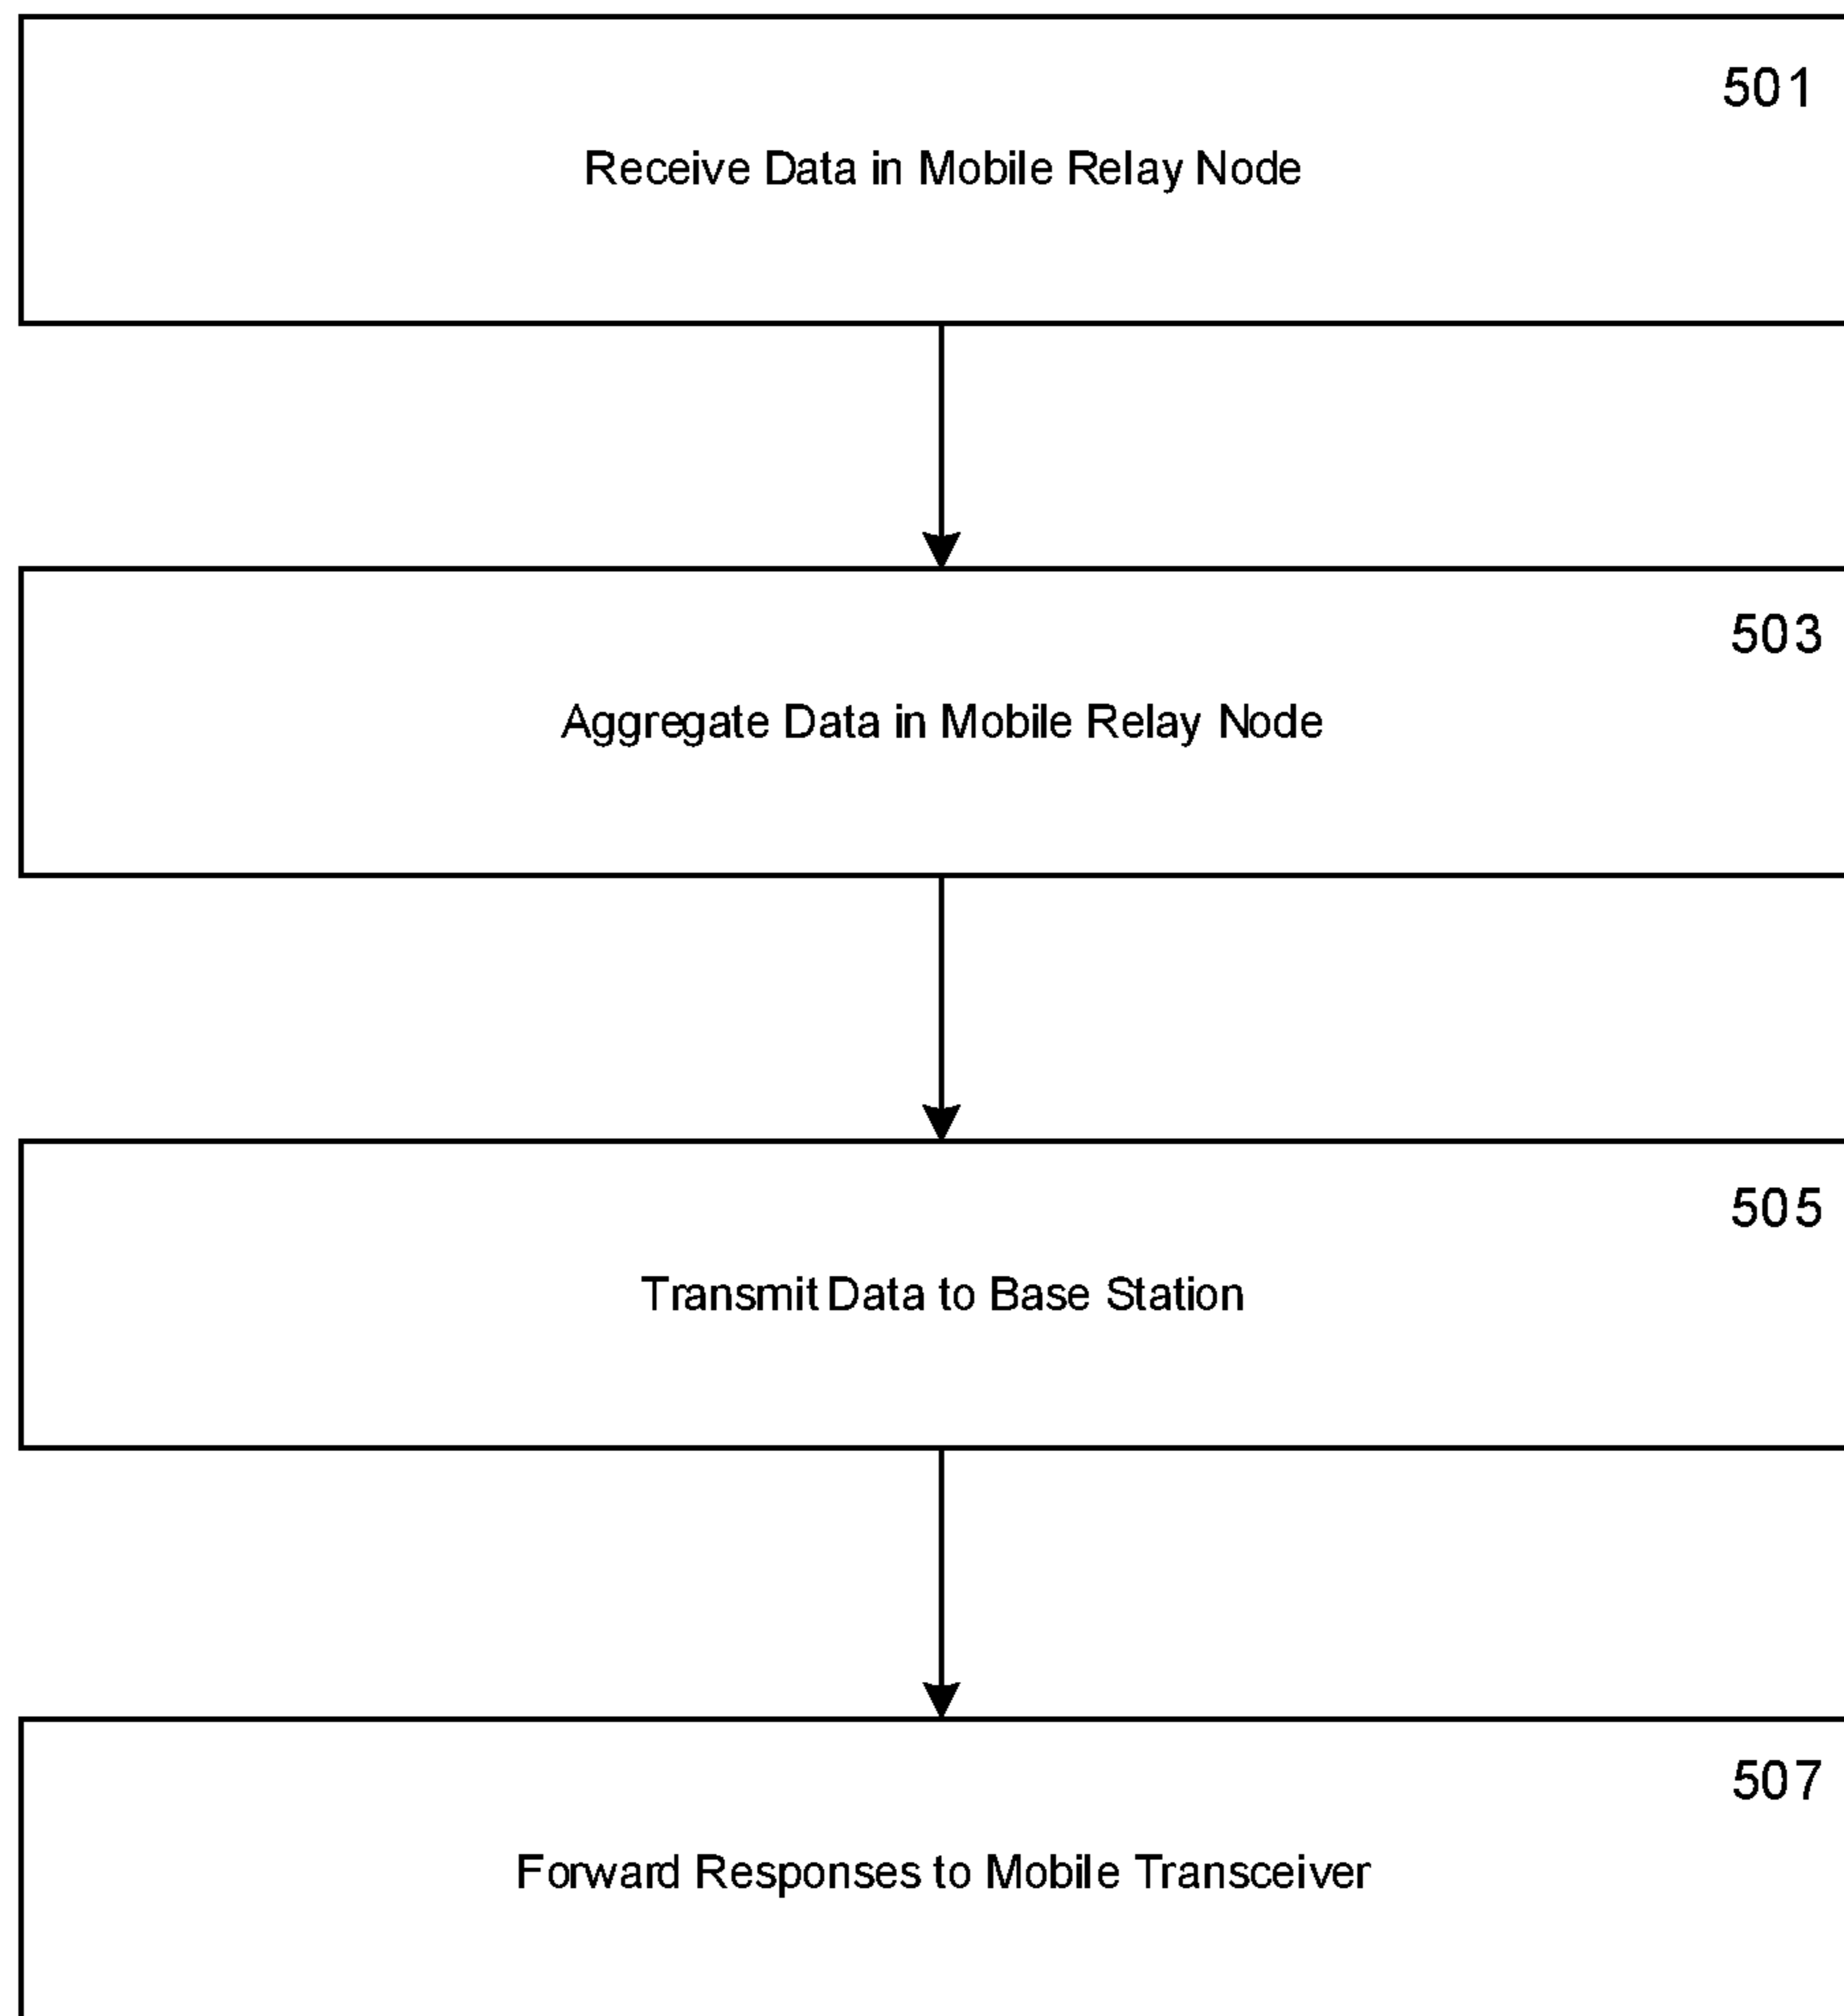 501
Receive Data in Mobile Relay Node
503
Aggregate Data in Mobile Relay Node
505
Transmit Data to Base Station
507
Forward Responses to Mobile Transceiver